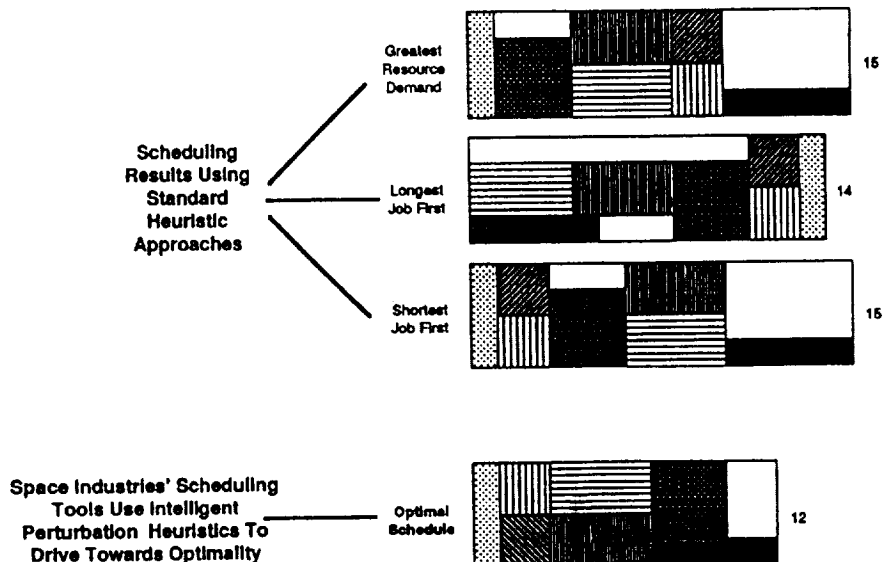 Greatest
Resource
Demand
15
Scheduling
Results Using
Standard
Heuristic
Approaches
Longest
Job First
14
Shortest
Job First
15
Space Industries' Scheduling
Tools Use Intelligent
Perturbation Heuristics To
Drive Towards Optimality
Optimal
Schedule
12